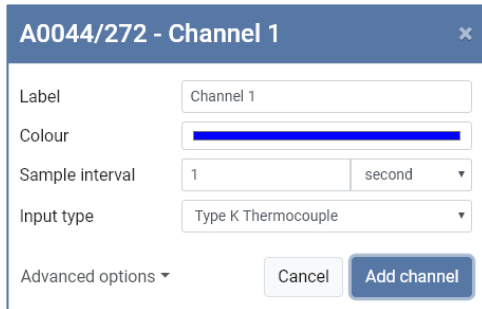 A0044/272 - Channel 1 ×
Label Channel 1
Colour
Sample interval 1 second
Input type Type K Thermocouple
Advanced options Cancel Add channel